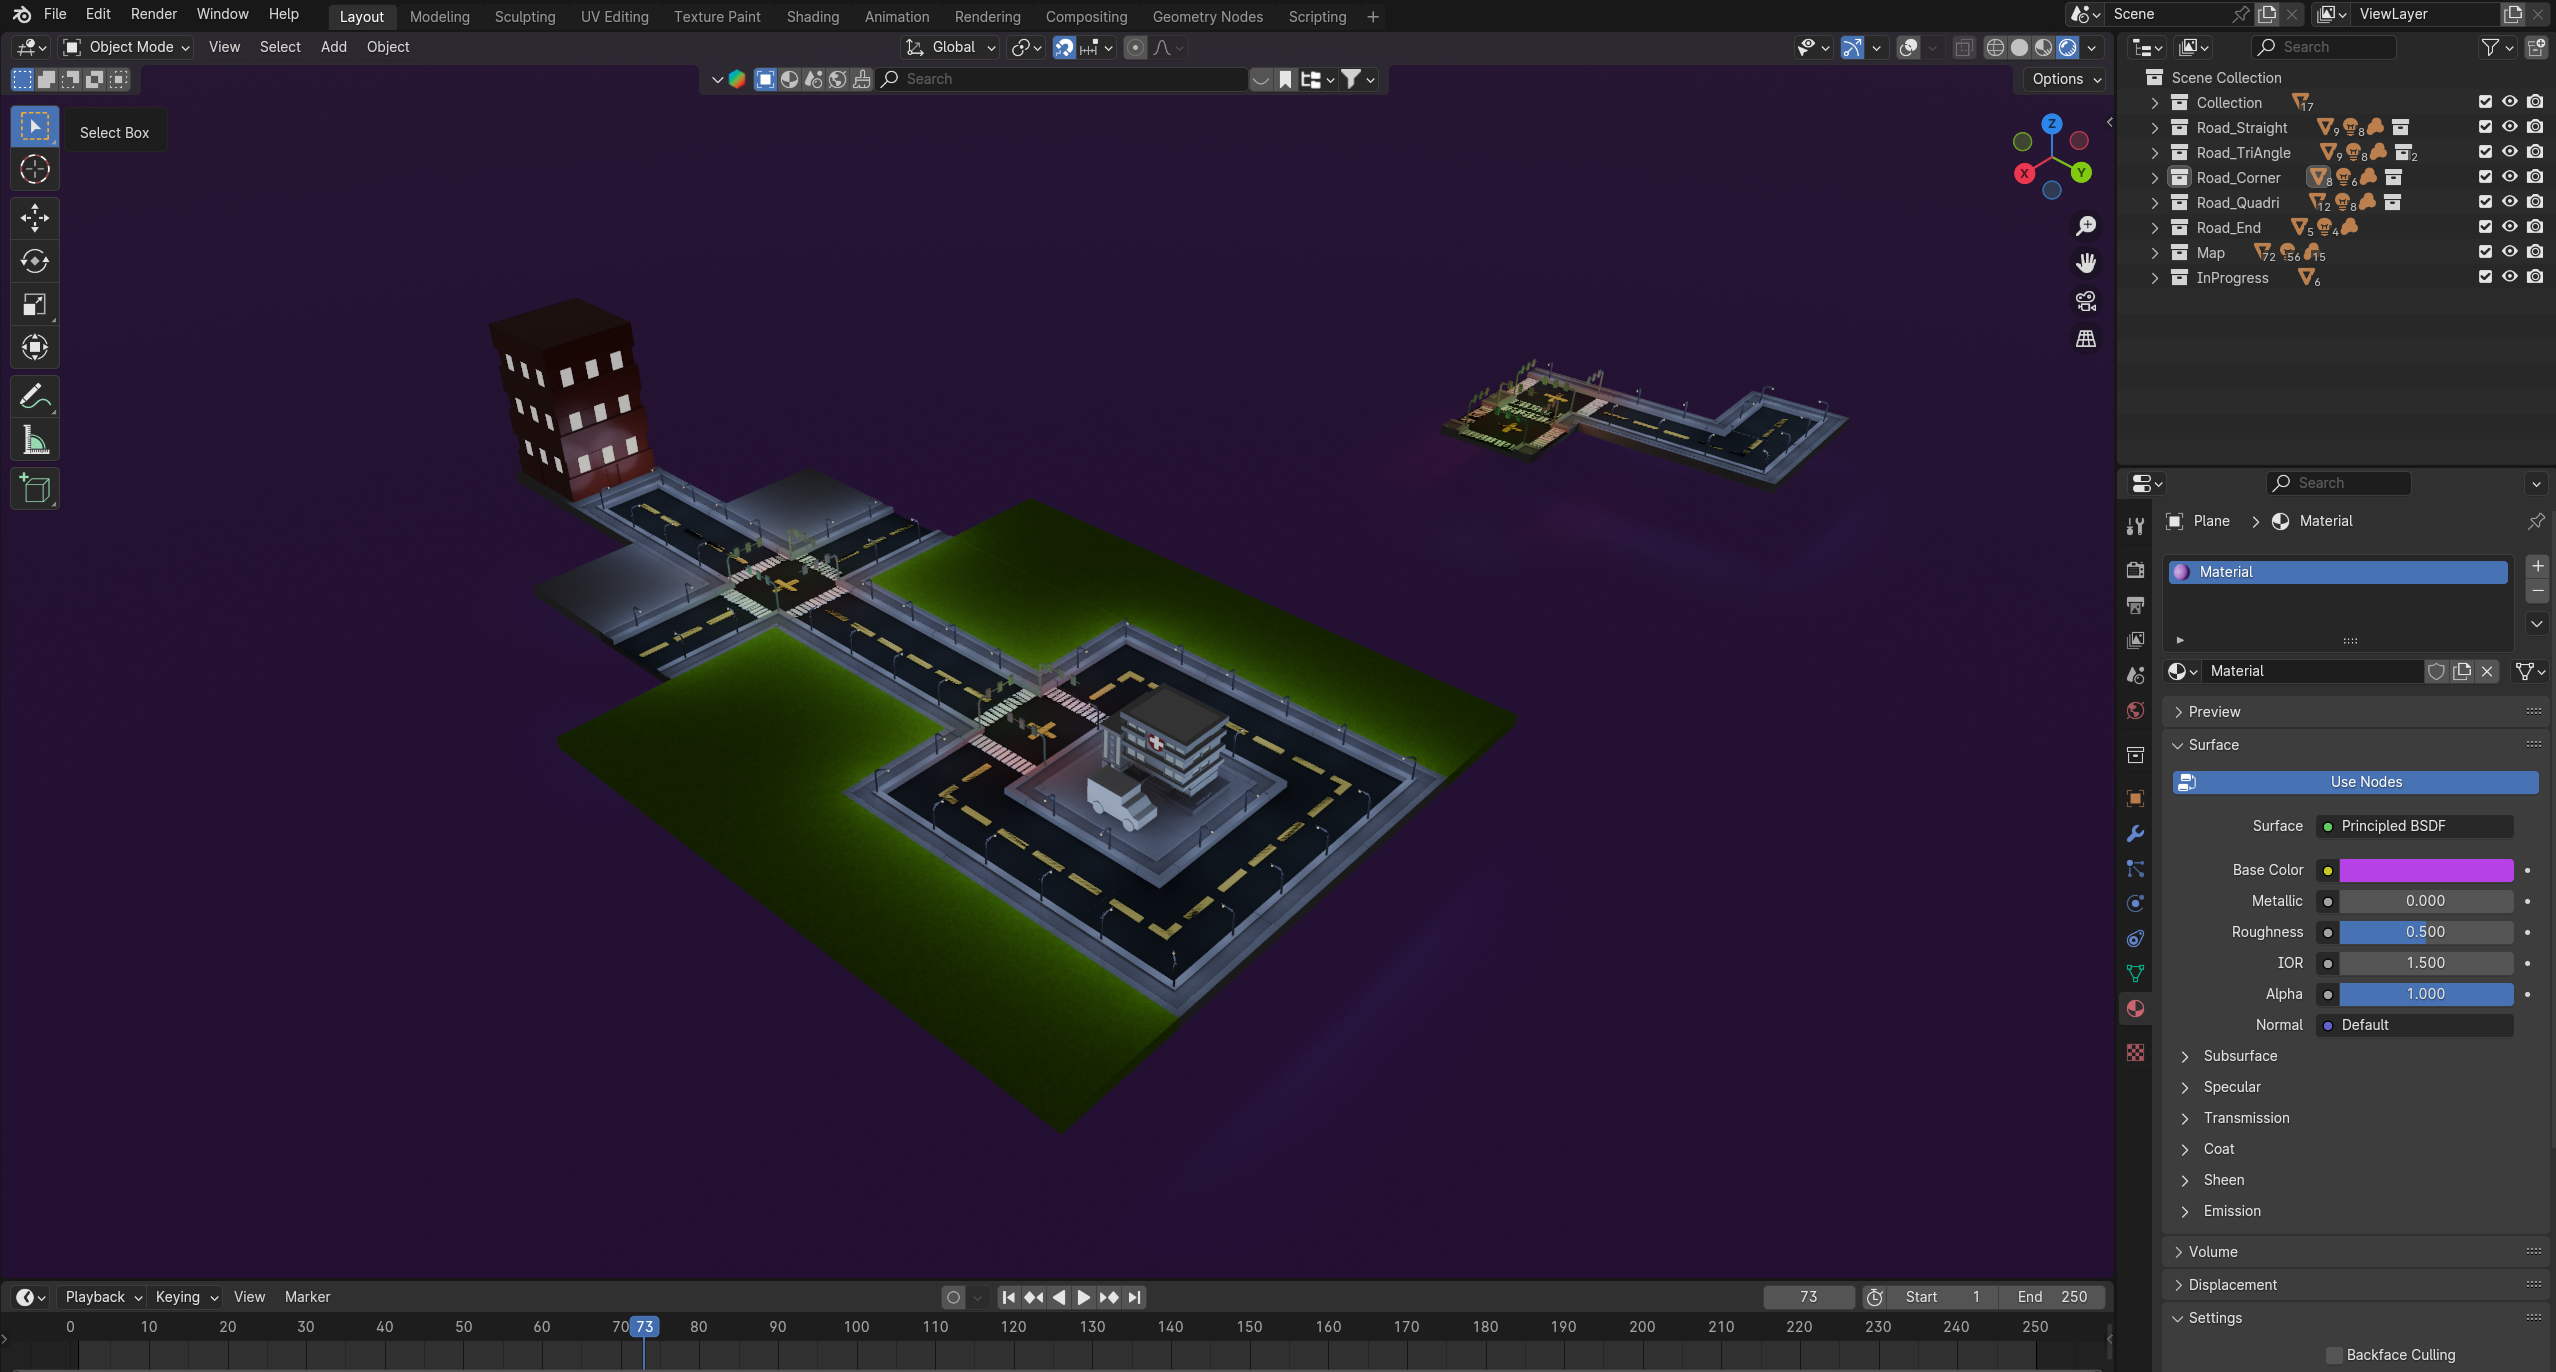 File Edit Render Window Help Layout Modeling Sculpting UV Editing Texture Paint Shading Animation Rendering Compositing Geometry Nodes Scripting + Scene ViewLayer
Object Mode View Select Add Object Global Search
Search Options
Select Box
Z
X Y
Scene Collection
Collection 17
Road_Straight 9 8
Road_TriAngle 9 8 2
Road_Corner 8 6
Road_Quadri 12 8
Road_End 5 4
Map 72 56 15
InProgress 6
Search
Plane > Material
Material
Material
Preview
Surface
Use Nodes
Surface Principled BSDF
Base Color
Metallic 0.000
Roughness 0.500
IOR 1.500
Alpha 1.000
Normal Default
Subsurface
Specular
Transmission
Coat
Sheen
Emission
Volume
Displacement
Settings
Backface Culling
Playback Keying View Marker 73 Start 1 End 250
0 10 20 30 40 50 60 70 73 80 90 100 110 120 130 140 150 160 170 180 190 200 210 220 230 240 250